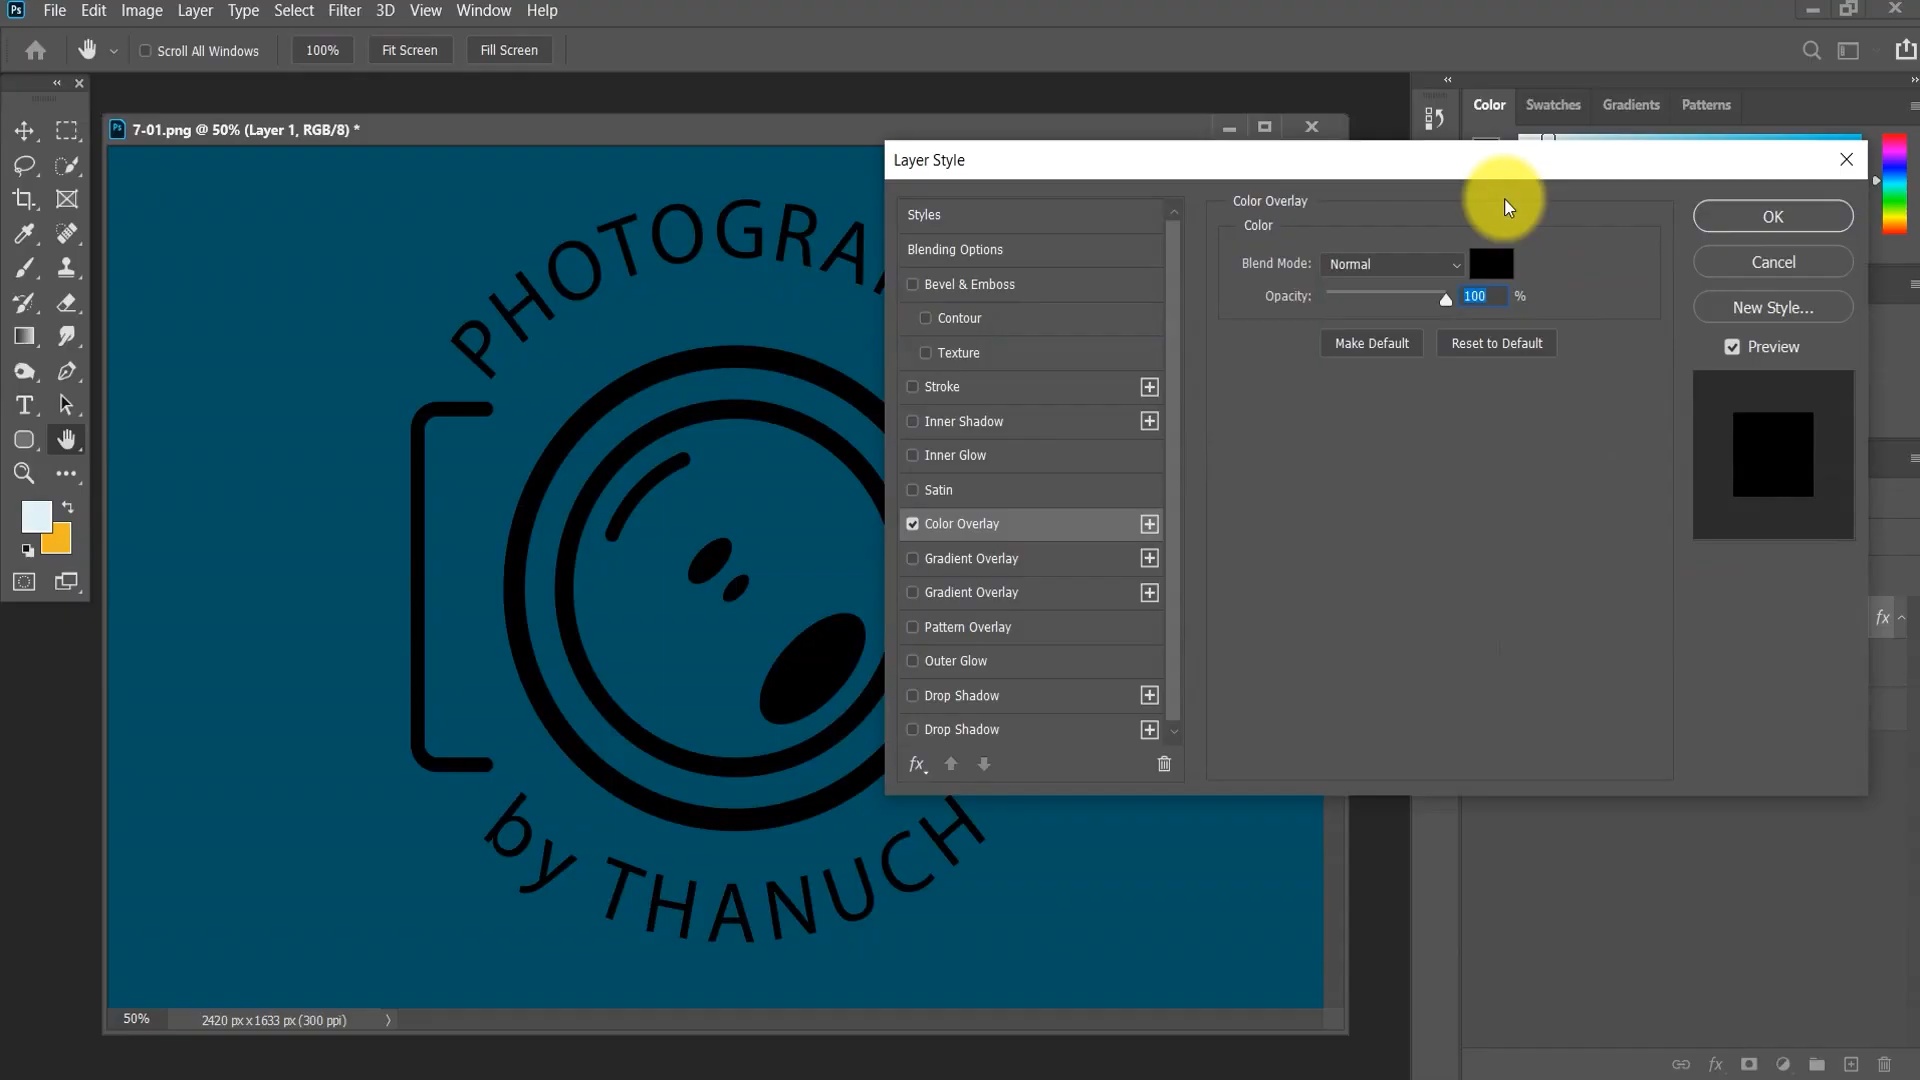 Ps File Edit Image Layer Type Select Filter 3D View Window Help
Scroll All Windows 100% Fit Screen Fill Screen
Color Swatches Gradients Patterns
Ps 7-01.png @ 50% (Layer 1, RGB/8) *
Layer Style
Styles
Blending Options
Bevel & Emboss
Contour
Texture
Stroke
Inner Shadow
Inner Glow
Satin
Color Overlay
Gradient Overlay
Gradient Overlay
Pattern Overlay
Outer Glow
Drop Shadow
Drop Shadow
fx
Color Overlay
Color
Blend Mode: Normal
Opacity: 100 %
Make Default Reset to Default
OK
Cancel
New Style...
Preview
fx
T
PHOTOGRA
by THANUCH
50% 2420 px x 1633 px (300 ppi)
fx